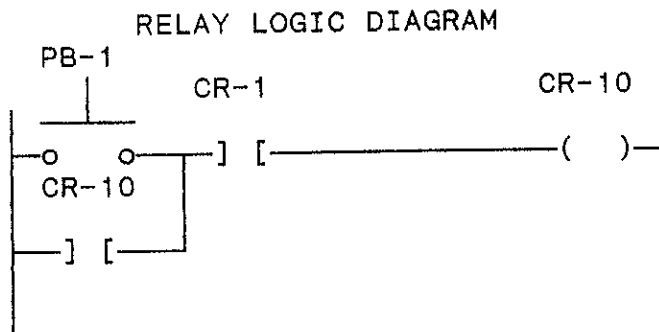 RELAY LOGIC DIAGRAM
PB-1
CR-1
CR-10
CR-10